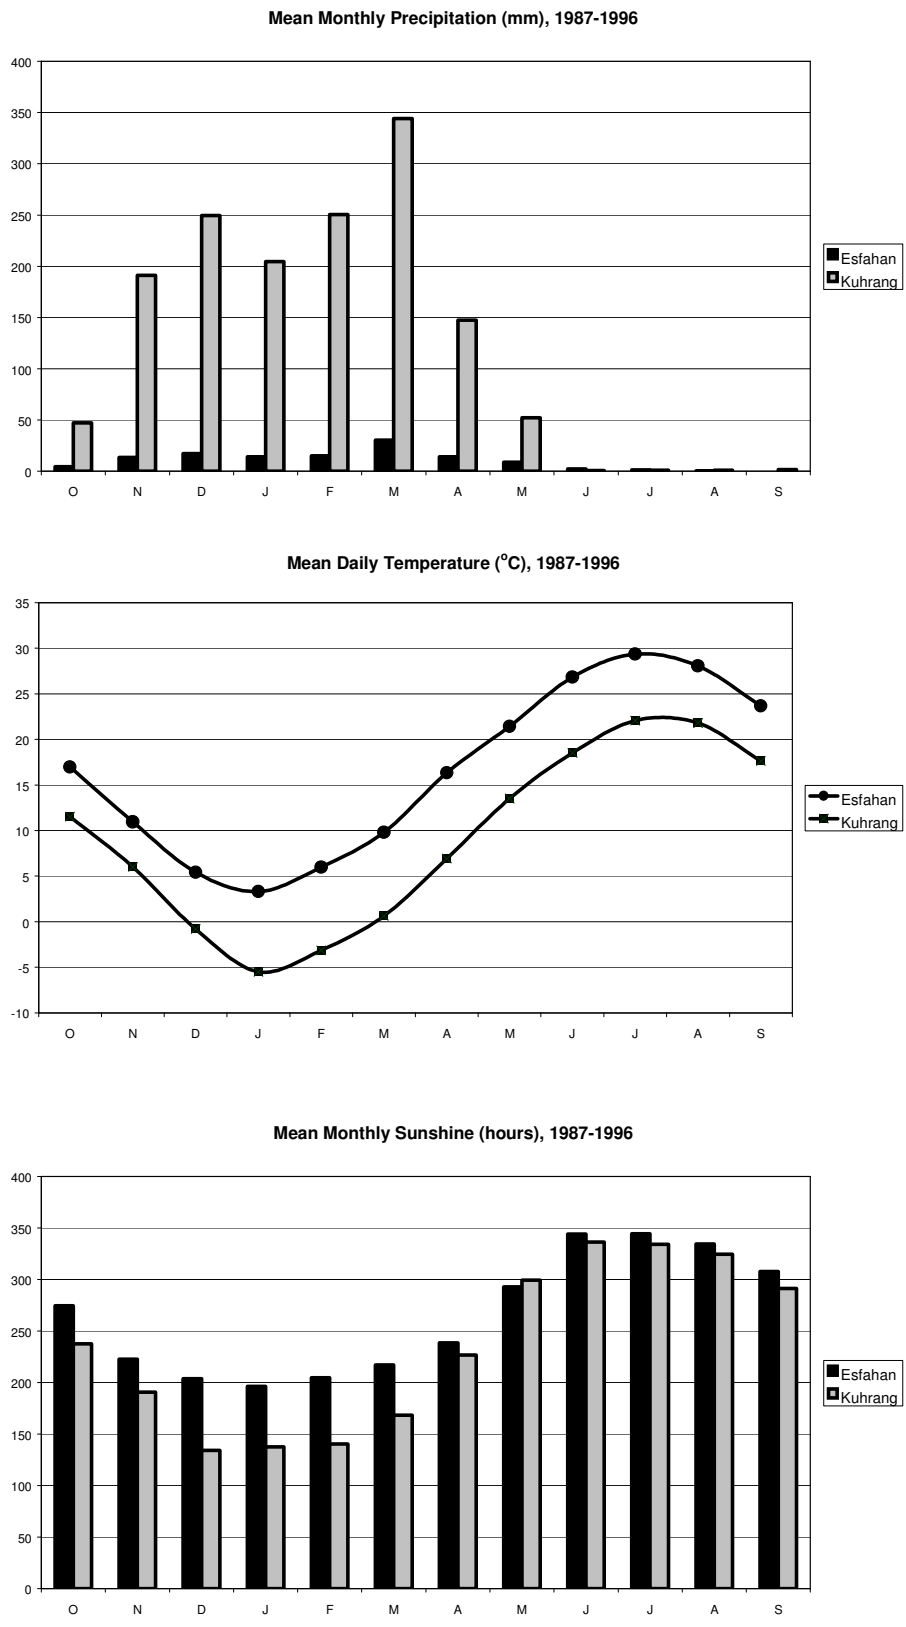 Mean Monthly Precipitation (mm), 1987-1996
400
350
300
250
200
150
100
50
0
O N D J F M A M J J A S
Esfahan
Kuhrang
Mean Daily Temperature (oC), 1987-1996
35
30
25
20
15
10
5
0
-5
-10
O N D J F M A M J J A S
Esfahan
Kuhrang
Mean Monthly Sunshine (hours), 1987-1996
400
350
300
250
200
150
100
50
0
O N D J F M A M J J A S
Esfahan
Kuhrang